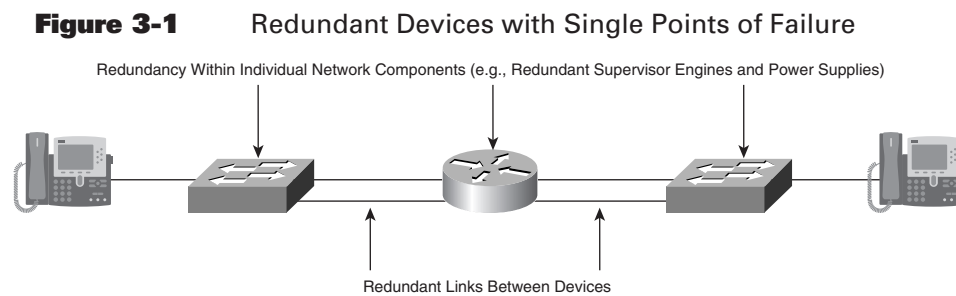 Figure 3-1 Redundant Devices with Single Points of Failure
Redundancy Within Individual Network Components (e.g., Redundant Supervisor Engines and Power Supplies)
Redundant Links Between Devices